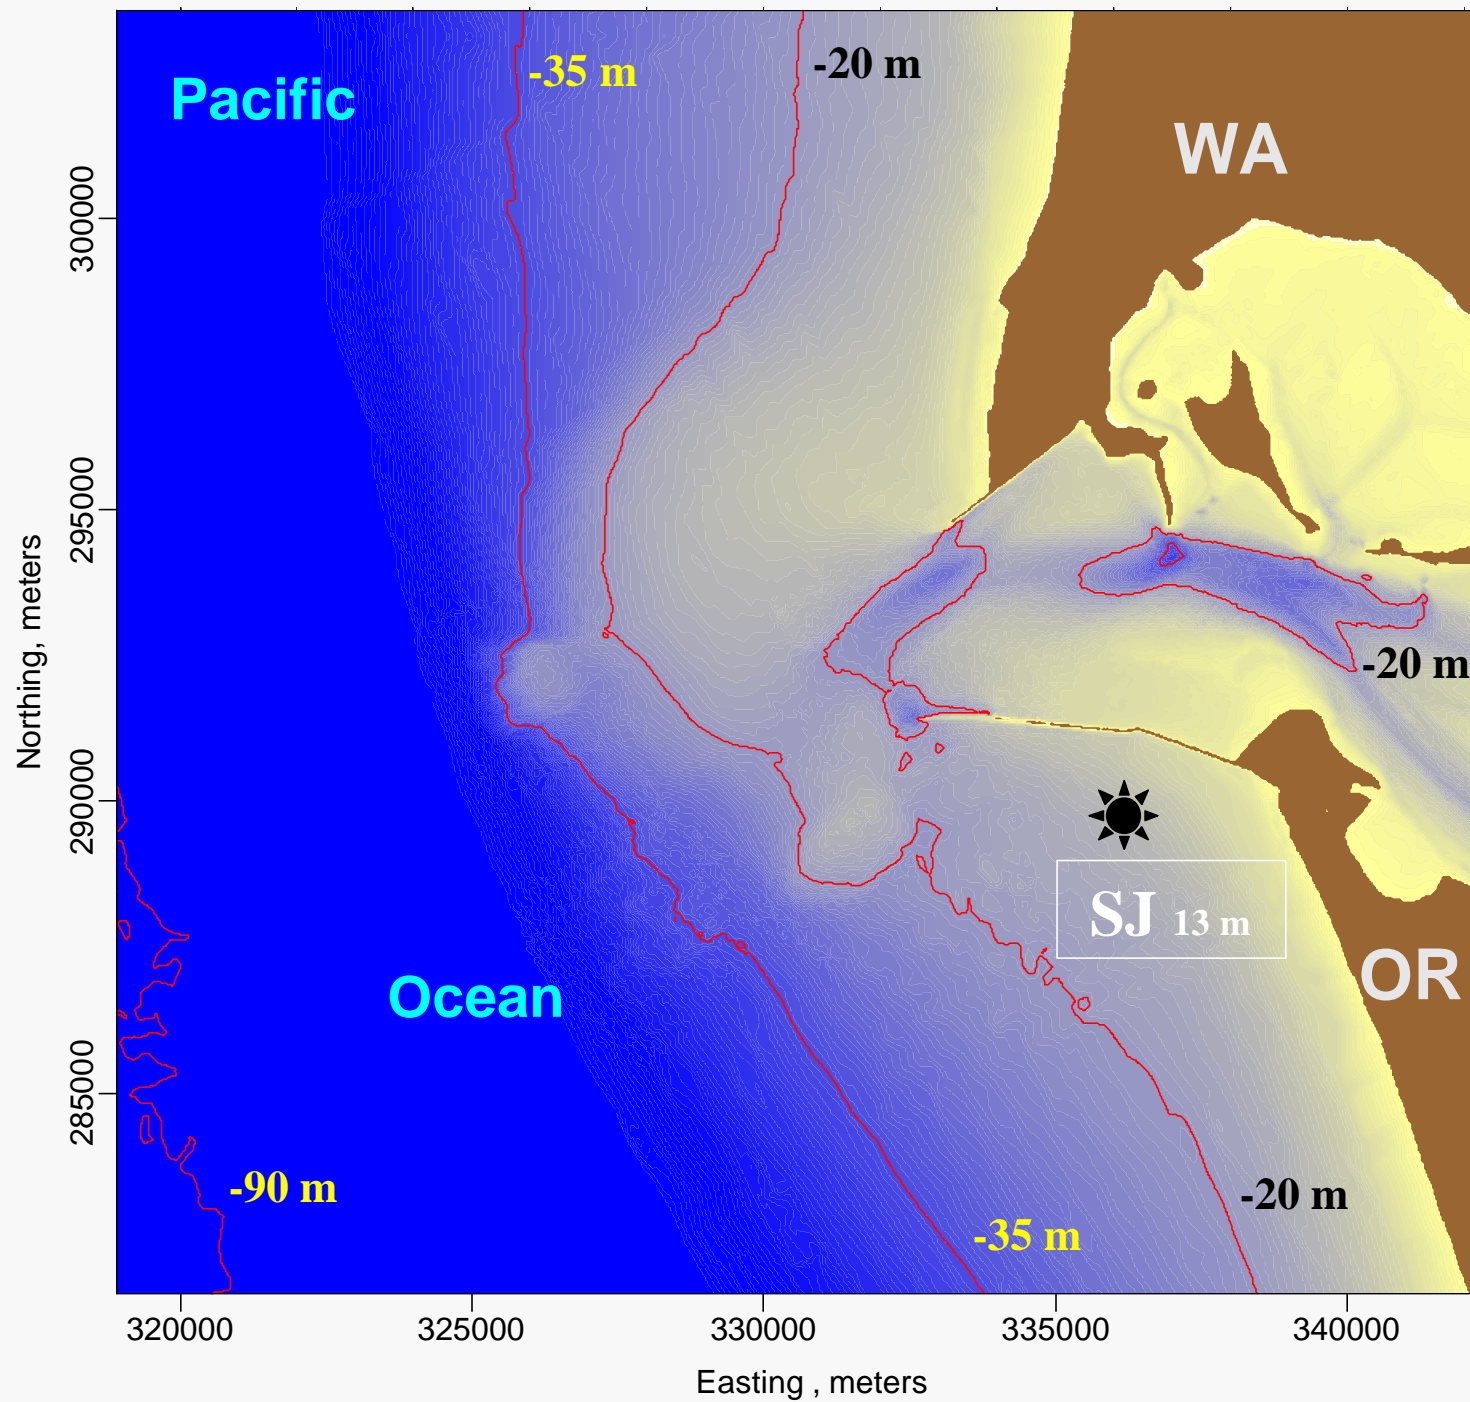 -35 m
-20 m
Pacific
WA
300000
295000
-20 m
290000
SJ 13 m
OR
Ocean
285000
-90 m
-20 m
-35 m
Northing, meters
320000
325000
330000
335000
340000
Easting , meters